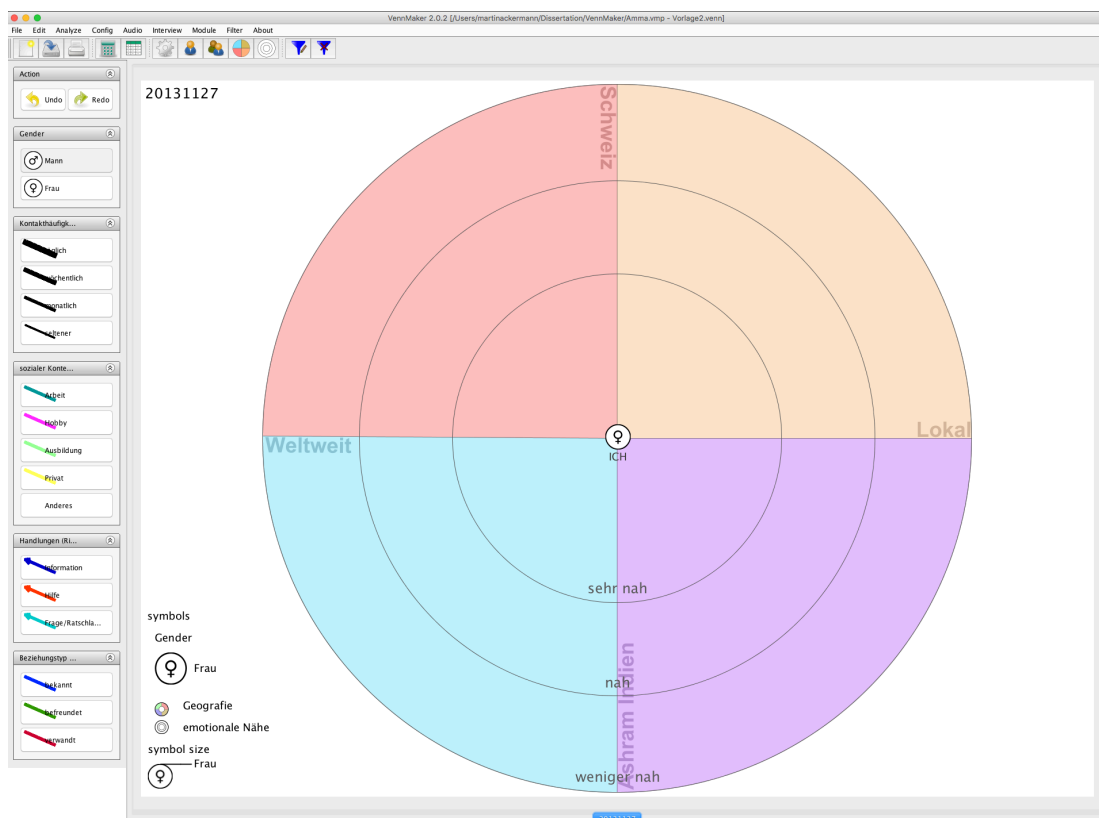 VennMaker 2.0.2 [/Users/martinackermann/Dissertation/VennMaker/Amma.vmp - Vorlage2.venn]
File Edit Analyze Config Audio Interview Module Filter About
Action
Undo Redo
Gender
Mann
Frau
Kontakthäufigk...
monatlich
seltener
sozialer Konte...
Arbeit
Hobby
Ausbildung
Privat
Anderes
Handlungen (Ri...
Information
Hilfe
Frage/Ratschla...
Beziehungstyp ...
bekannt
befreundet
verwandt
20131127
Schweiz
Lokal
Weltweit
ICH
sehr nah
nah
Ashram Indien
weniger nah
symbols
Gender
Frau
Geografie
emotionale Nähe
symbol size
Frau
20131127